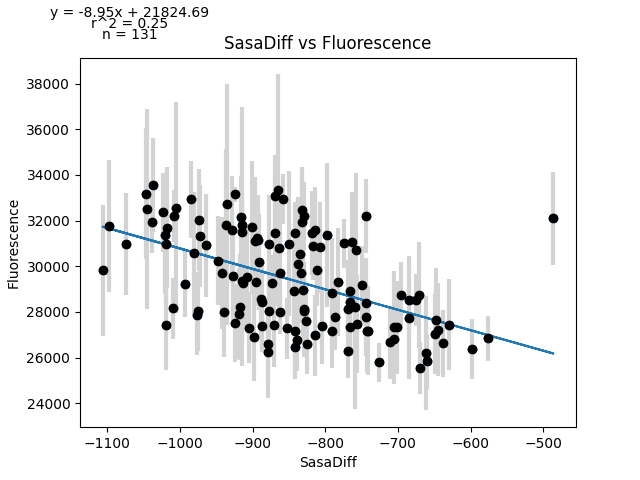 y = -8.95x + 21824.69
r^2 = 0.25
n = 131
SasaDiff vs Fluorescence
38000
36000
34000
32000
30000
28000
26000
24000
Fluorescence
−1100 −1000 −900 −800 −700 −600 −500
SasaDiff